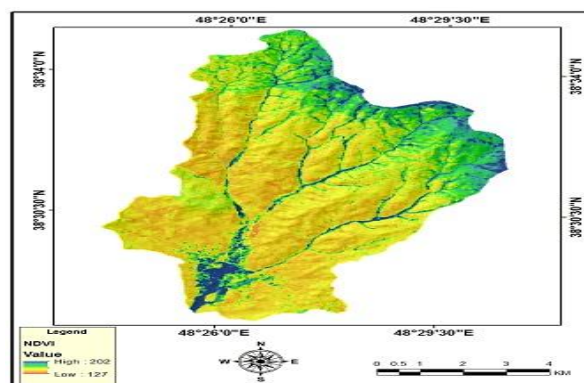 48°26'0"E 48°29'30"E
38°34'0"N 38°34'0"N
38°30'0"N 38°30'30"N
48°26'0"E 48°29'30"E
Legend
NDVI
Value
High : 202
Low : 127
N
W E
S
0 0.5 1 2 3 4
KM